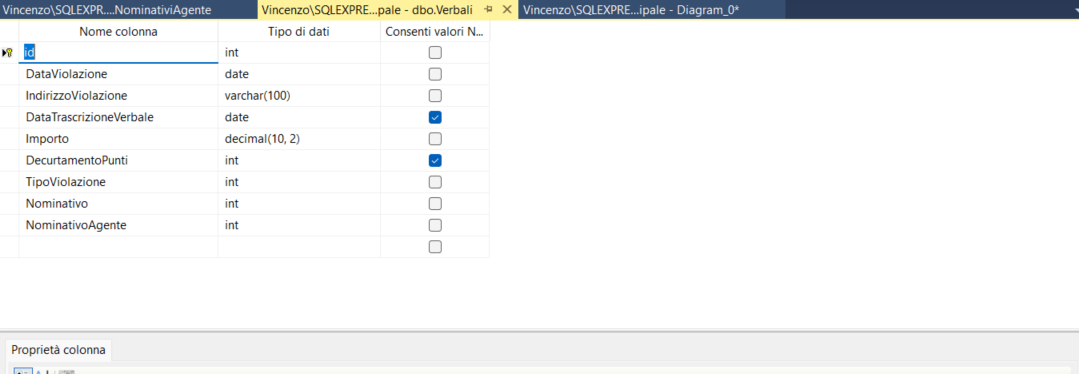 Vincenzo\SQLEXPR....NominativiAgente Vincenzo\SQLEXPRE...pale - dbo.Verbali Vincenzo\SQLEXPRE...ipale - Diagram_0*
Nome colonna Tipo di dati Consenti valori N...
id int
DataViolazione date
IndirizzoViolazione varchar(100)
DataTrascrizioneVerbale date
Importo decimal(10, 2)
DecurtamentoPunti int
TipoViolazione int
Nominativo int
NominativoAgente int
Proprietà colonna